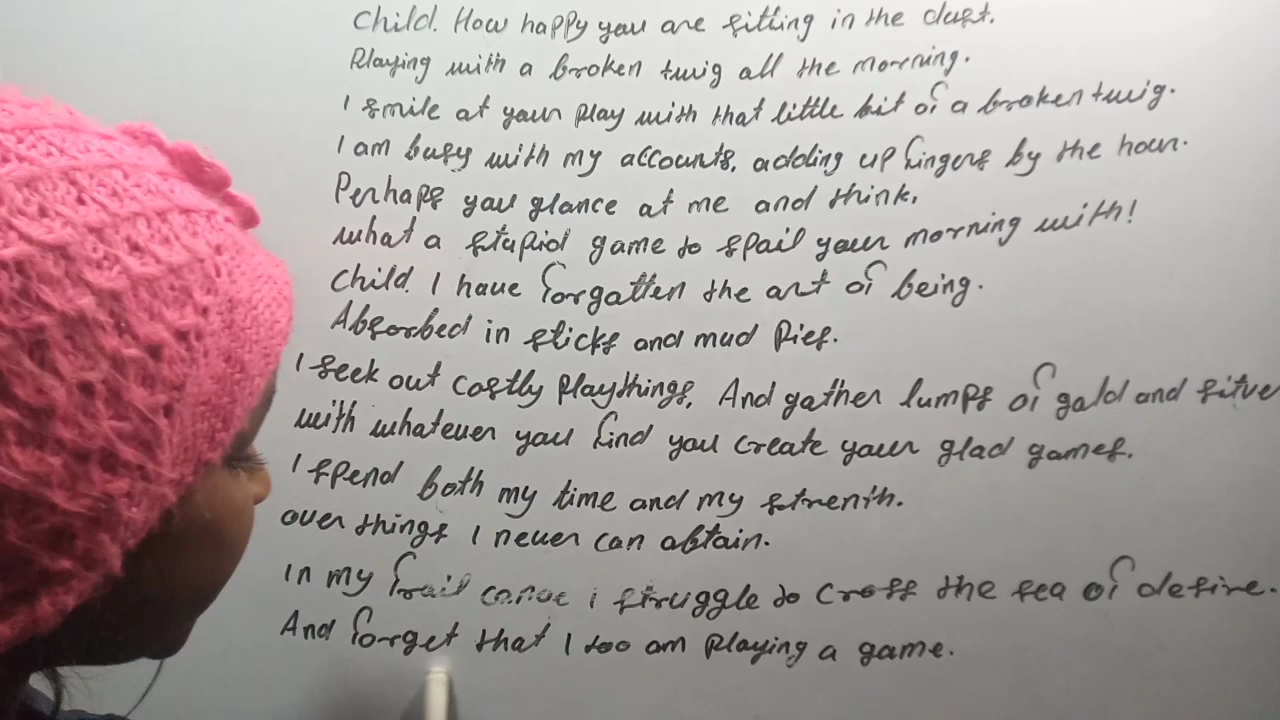 Child. How happy you are sitting in the dust.
Playing with a broken twig all the morning.
I smile at your play with that little bit of a broken twig.
I am busy with my accounts, adding up fingers by the hour.
Perhaps you glance at me and think,
what a stupid game to spail your morning with!
Child. I have forgotten the art of being.
Absorbed in sticks and mud Pies.
I seek out costly Playthings, And gather lumps of gold and silver
with whatever you find you create your glad games.
I spend both my time and my strenth.
over things I never can obtain.
In my frail canoe i struggle to cross the sea of desire.
And forget that I too am Playing a game.